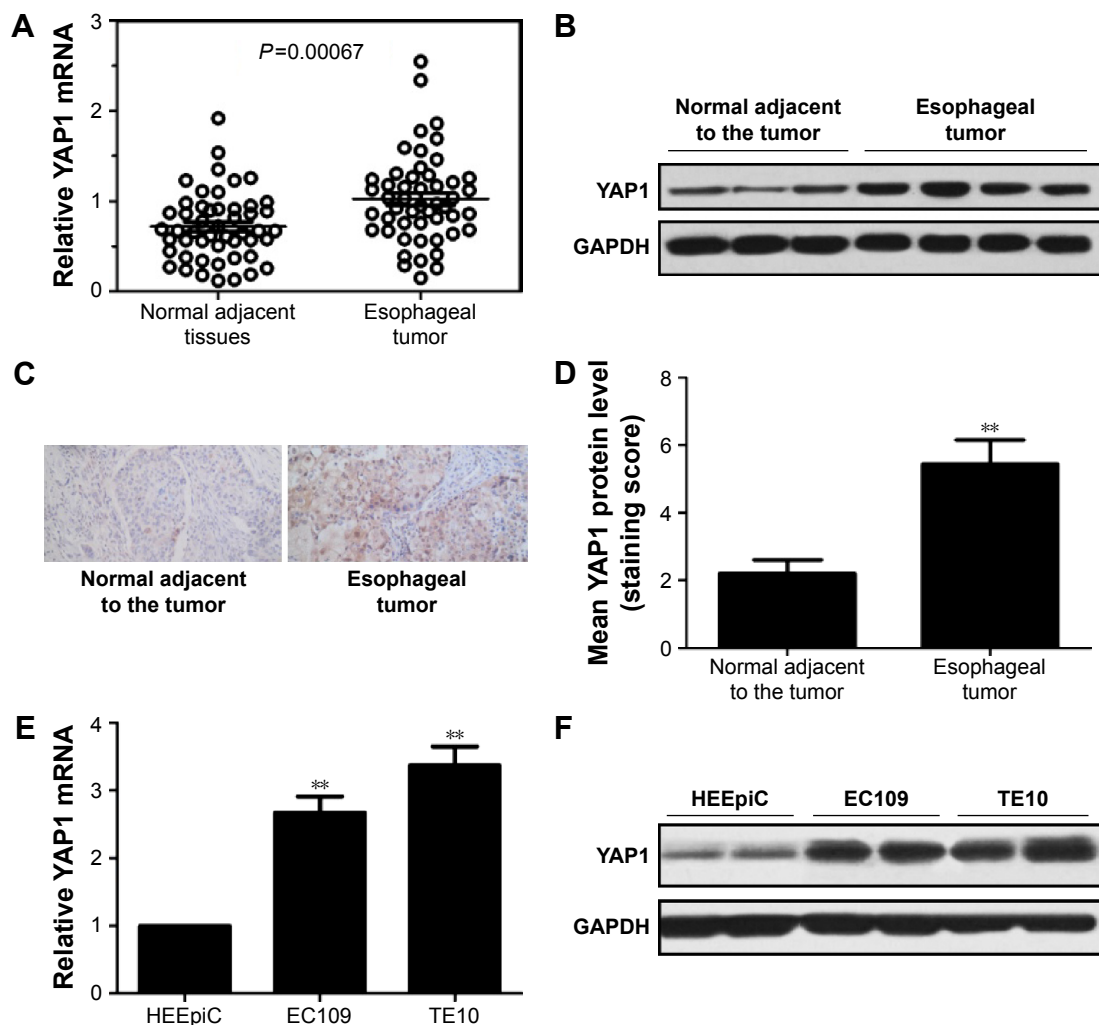 A
Relative YAP1 mRNA
3
2
1
0
P=0.00067
Normal adjacent
tissues
Esophageal
tumor
B
Normal adjacent
to the tumor
Esophageal
tumor
YAP1
GAPDH
C
Normal adjacent
to the tumor
Esophageal
tumor
D
Mean YAP1 protein level
(staining score)
8
6
4
2
0
**
Normal adjacent
to the tumor
Esophageal
tumor
E
Relative YAP1 mRNA
4
3
2
1
0
**
**
HEEpiC
EC109
TE10
F
HEEpiC
EC109
TE10
YAP1
GAPDH